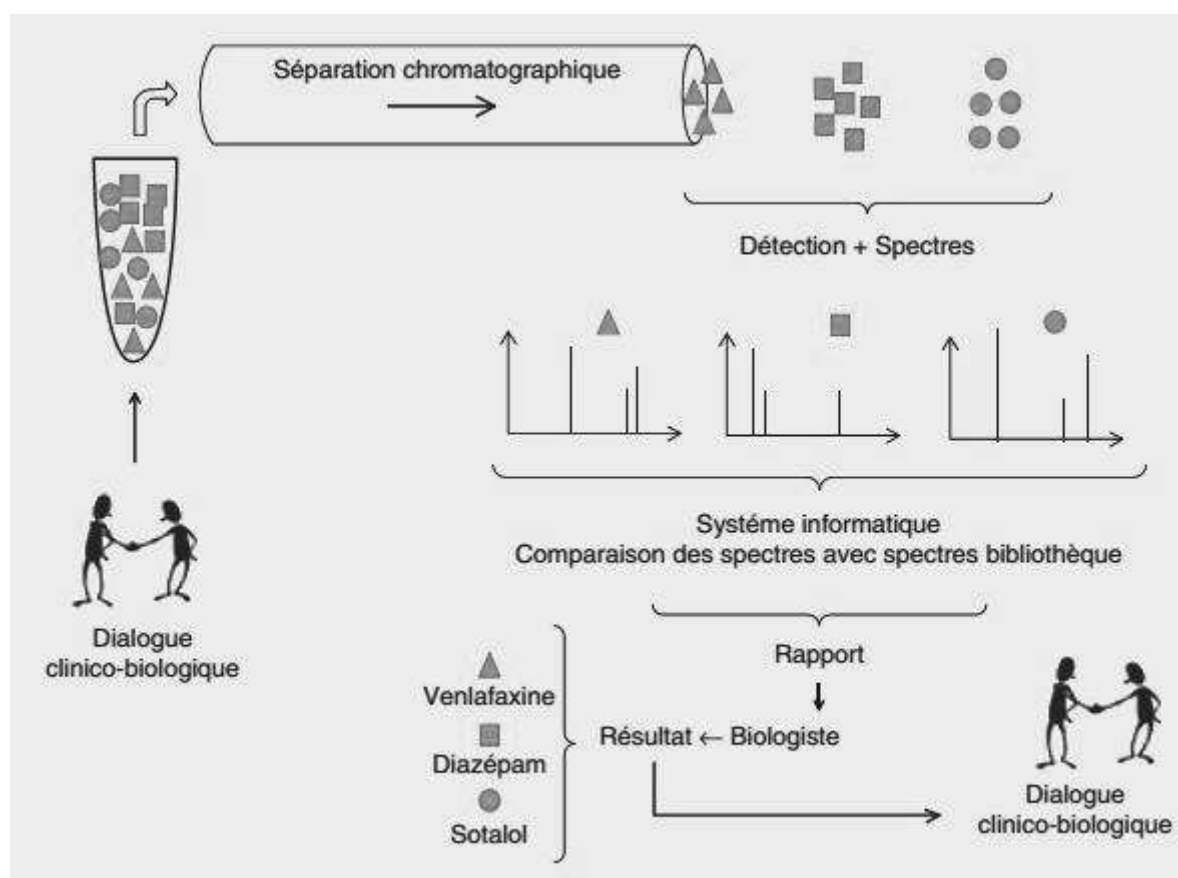 Séparation chromatographique
Détection + Spectres
Systéme informatique
Comparaison des spectres avec spectres bibliothèque
Dialogue
clinico-biologique
Rapport
Venlafaxine
Résultat ← Biologiste
Diazépam
Sotalol
Dialogue
clinico-biologique